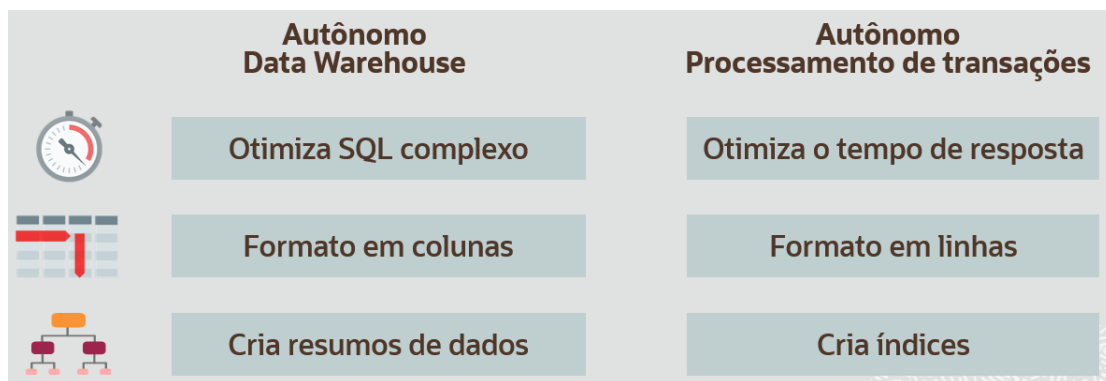 Autônomo
Data Warehouse
Autônomo
Processamento de transações
Otimiza SQL complexo
Otimiza o tempo de resposta
Formato em colunas
Formato em linhas
Cria resumos de dados
Cria índices